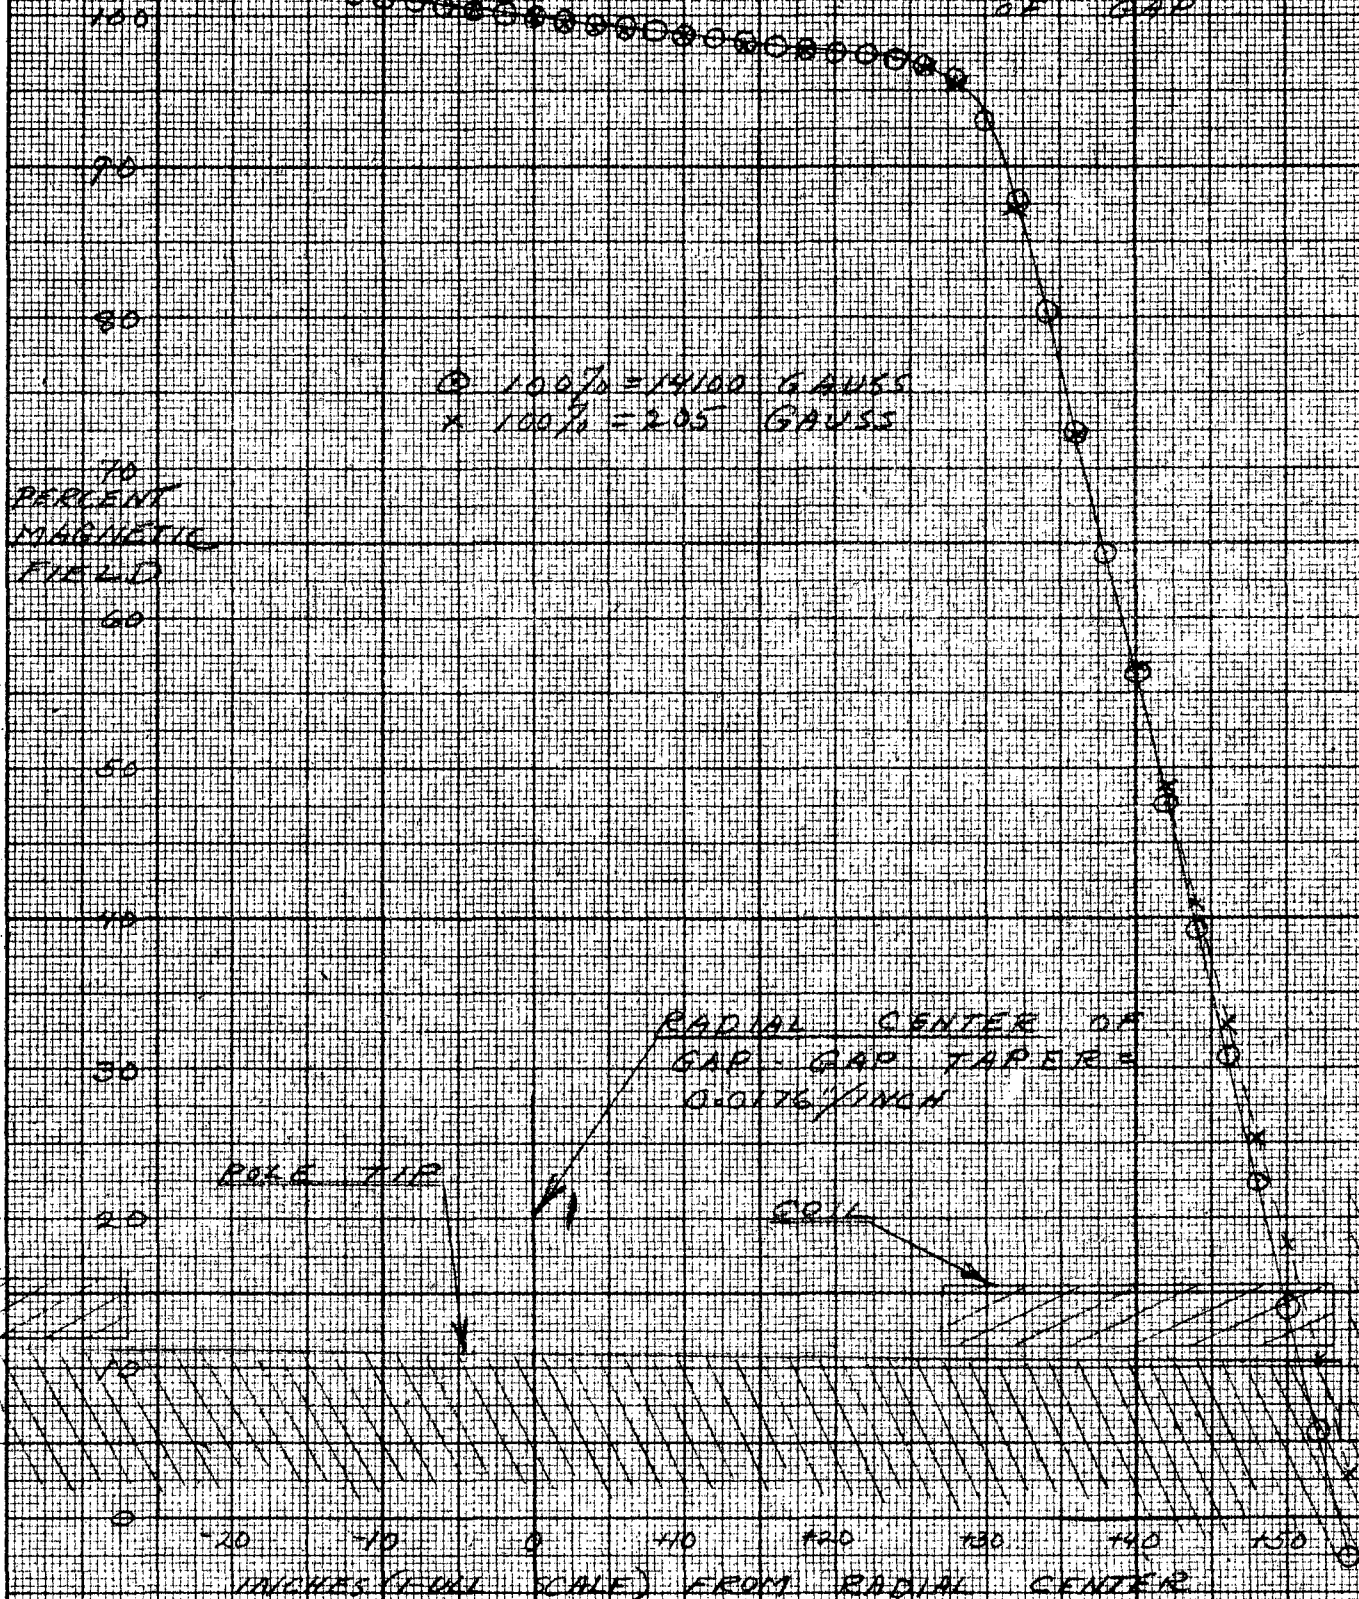 100
OF GAP
90
80
⊙ 100% = 14100 GAUSS
x 100% = 205 GAUSS
70
PERCENT
MAGNETIC
FIELD
60
50
40
RADIAL CENTER OF
GAP - GAP TAPER =
0.0176"/INCH
30
POLE TIP
20
COIL
10
0
-20 -10 0 +10 +20 +30 +40 +50
INCHES (FULL SCALE) FROM RADIAL CENTER